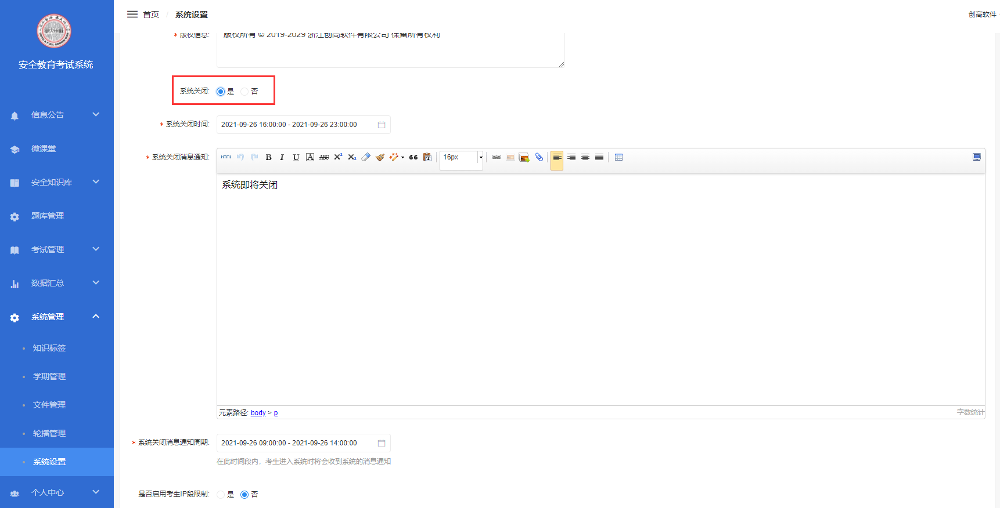 首页 / 系统设置
创高软件
安全教育考试系统
信息公告
微课堂
安全知识库
题库管理
考试管理
数据汇总
系统管理
知识标签
学期管理
文件管理
轮播管理
系统设置
个人中心
* 版权信息: 版权所有 © 2019-2029 浙江创高软件有限公司 保留所有权利
系统关闭: 是 否
* 系统关闭时间: 2021-09-26 16:00:00 - 2021-09-26 23:00:00
* 系统关闭消息通知: HTML B I U A ABC X² X₂ 16px
系统即将关闭
元素路径: body > p 字数统计
* 系统关闭消息通知周期: 2021-09-26 09:00:00 - 2021-09-26 14:00:00
在此时间段内，考生进入系统时将会收到系统的消息通知
是否启用考生IP段限制: 是 否